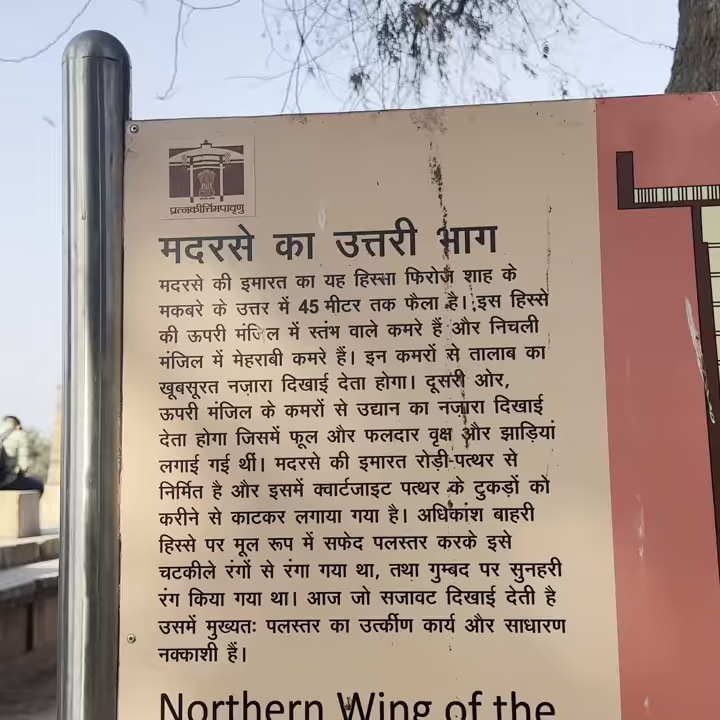 प्रत्नकीर्त्तिमपावृणु
मदरसे का उत्तरी भाग
मदरसे की इमारत का यह हिस्सा फिरोज़ शाह के
मकबरे के उत्तर में 45 मीटर तक फैला है। इस हिस्से
की ऊपरी मंज़िल में स्तंभ वाले कमरे हैं और निचली
मंजिल में मेहराबी कमरे हैं। इन कमरों से तालाब का
खूबसूरत नज़ारा दिखाई देता होगा। दूसरी ओर,
ऊपरी मंजिल के कमरों से उद्यान का नज़ारा दिखाई
देता होगा जिसमें फूल और फलदार वृक्ष और झाड़ियां
लगाई गई थीं। मदरसे की इमारत रोड़ी-पत्थर से
निर्मित है और इसमें क्वार्टजाइट पत्थर के टुकड़ों को
करीने से काटकर लगाया गया है। अधिकांश बाहरी
हिस्से पर मूल रूप में सफेद पलस्तर करके इसे
चटकीले रंगों से रंगा गया था, तथा गुम्बद पर सुनहरी
रंग किया गया था। आज जो सजावट दिखाई देती है
उसमें मुख्यतः पलस्तर का उत्कीर्ण कार्य और साधारण
नक्काशी हैं।
Northern Wing of the